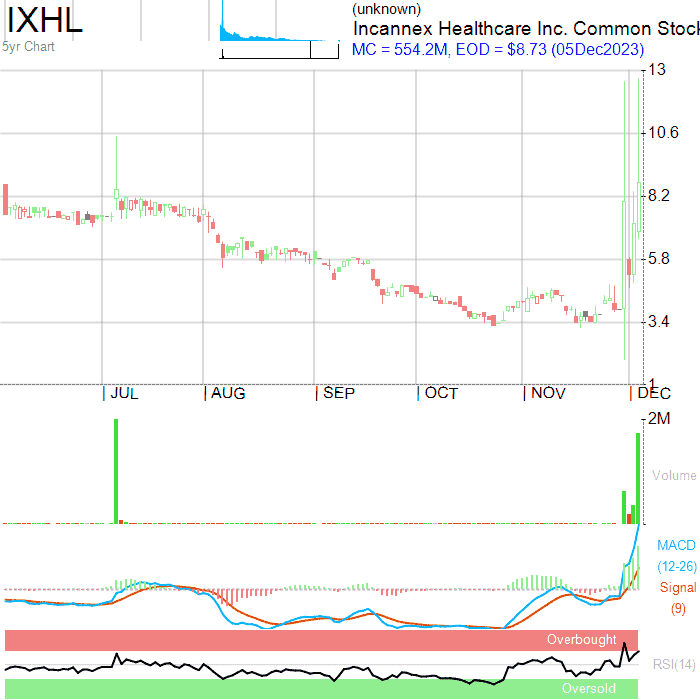 IXHL
5yr Chart
(unknown)
Incannex Healthcare Inc. Common Stock
MC = 554.2M, EOD = $8.73 (05Dec2023)
13
10.6
8.2
5.8
3.4
1
JUL AUG SEP OCT NOV DEC
2M
Volume
MACD
(12-26)
Signal
(9)
Overbought
RSI(14)
Oversold